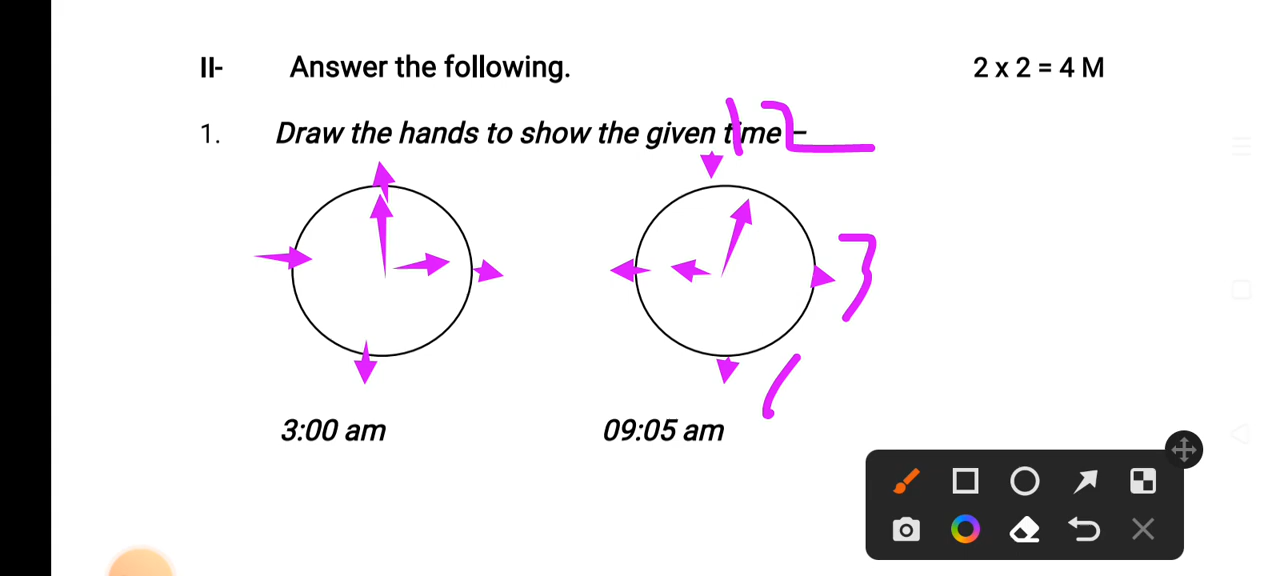 II- Answer the following. 2 x 2 = 4 M
1. Draw the hands to show the given time –
12
3
3:00 am 09:05 am